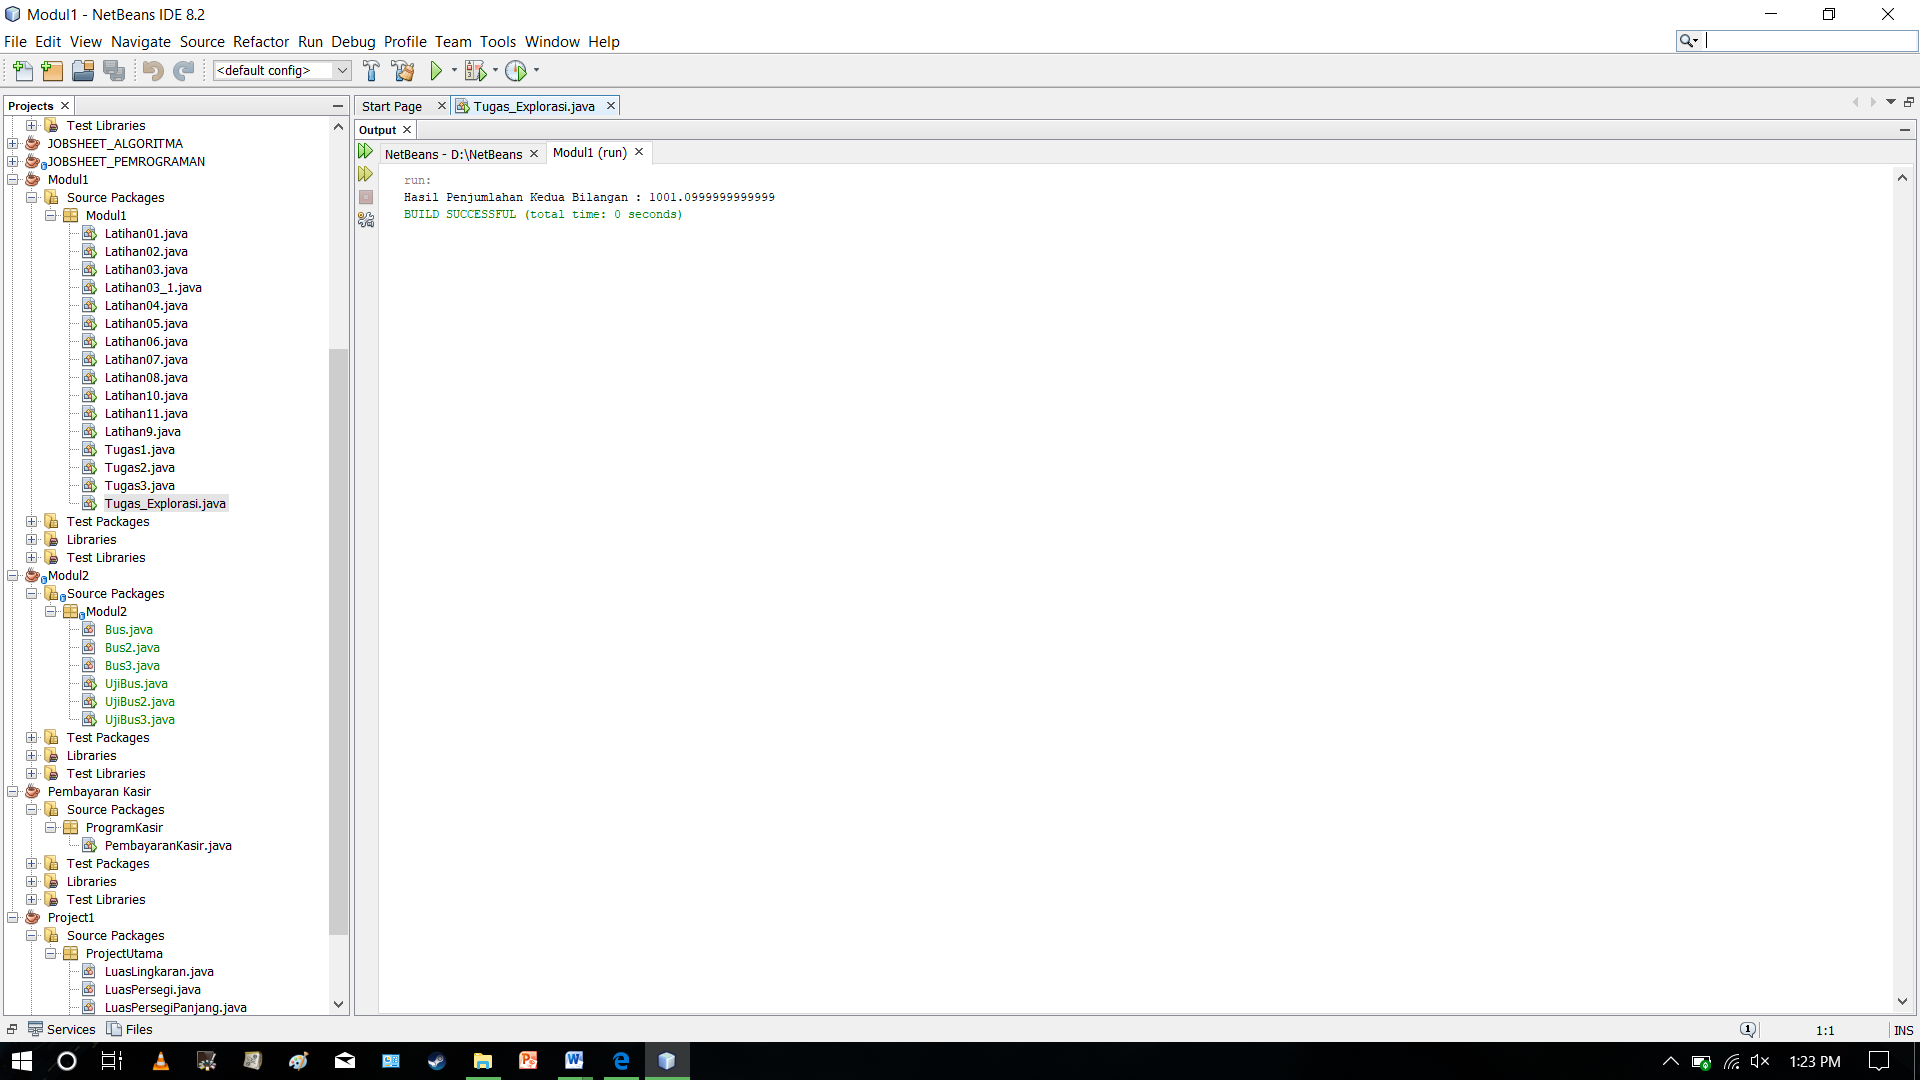 Modul1 - NetBeans IDE 8.2
File Edit View Navigate Source Refactor Run Debug Profile Team Tools Window Help
<default config>
Projects
Start Page
Tugas_Explorasi.java
Output
NetBeans - D:\NetBeans
Modul1 (run)
run:
Hasil Penjumlahan Kedua Bilangan : 1001.0999999999999
BUILD SUCCESSFUL (total time: 0 seconds)
Test Libraries
JOBSHEET_ALGORITMA
JOBSHEET_PEMROGRAMAN
Modul1
Source Packages
Modul1
Latihan01.java
Latihan02.java
Latihan03.java
Latihan03_1.java
Latihan04.java
Latihan05.java
Latihan06.java
Latihan07.java
Latihan08.java
Latihan10.java
Latihan11.java
Latihan9.java
Tugas1.java
Tugas2.java
Tugas3.java
Tugas_Explorasi.java
Test Packages
Libraries
Test Libraries
Modul2
Source Packages
Modul2
Bus.java
Bus2.java
Bus3.java
UjiBus.java
UjiBus2.java
UjiBus3.java
Test Packages
Libraries
Test Libraries
Pembayaran Kasir
Source Packages
ProgramKasir
PembayaranKasir.java
Test Packages
Libraries
Test Libraries
Project1
Source Packages
ProjectUtama
LuasLingkaran.java
LuasPersegi.java
LuasPersegiPanjang.java
Services
Files
1:1
INS
1:23 PM